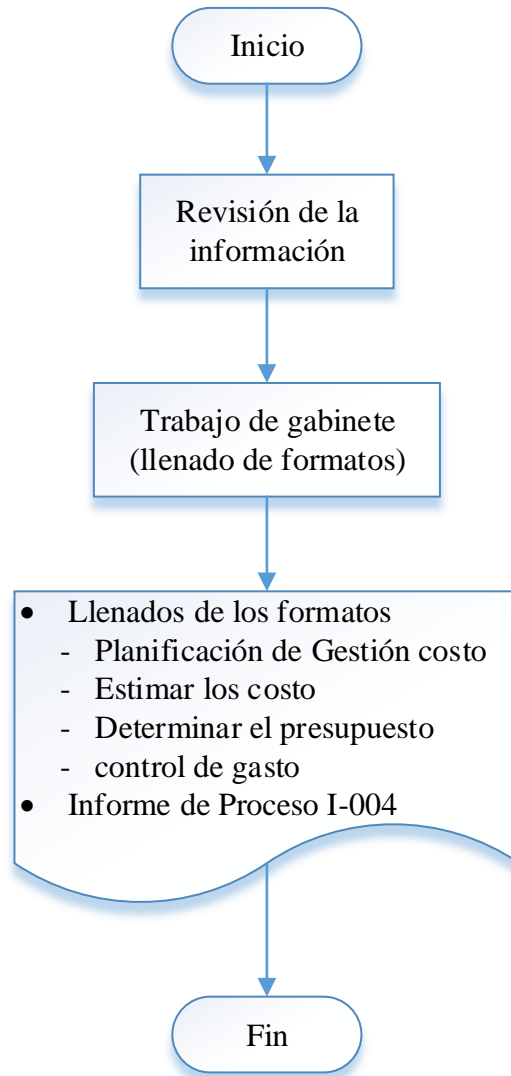 Inicio
Revisión de la
información
Trabajo de gabinete
(llenado de formatos)
• Llenados de los formatos
- Planificación de Gestión costo
- Estimar los costo
- Determinar el presupuesto
- control de gasto
• Informe de Proceso I-004
Fin